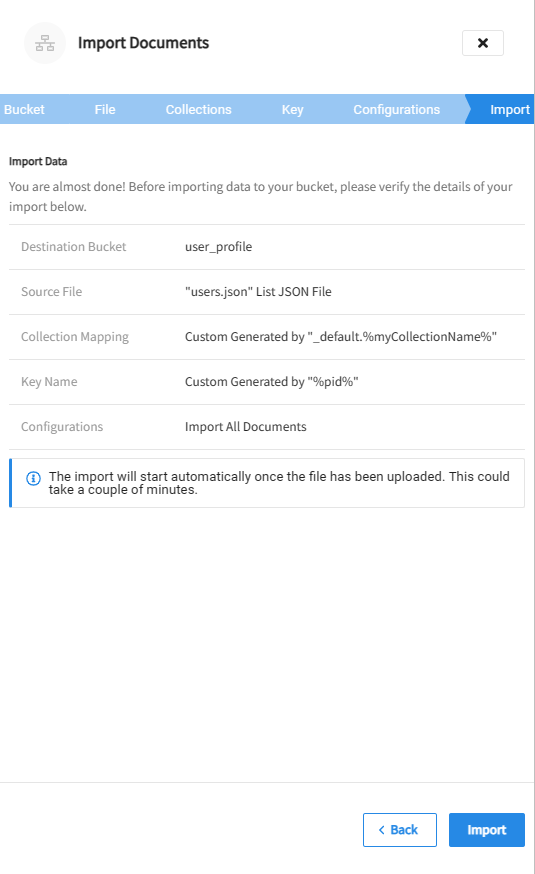 Import Documents
Bucket File Collections Key Configurations Import
Import Data
You are almost done! Before importing data to your bucket, please verify the details of your
import below.
Destination Bucket user_profile
Source File "users.json" List JSON File
Collection Mapping Custom Generated by "_default.%myCollectionName%"
Key Name Custom Generated by "%pid%"
Configurations Import All Documents
The import will start automatically once the file has been uploaded. This could
take a couple of minutes.
Back Import